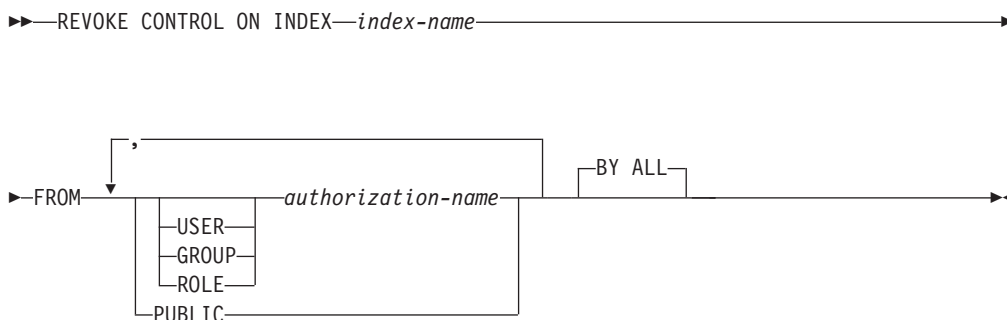 REVOKE CONTROL ON INDEX index-name
,
BY ALL
FROM authorization-name
USER
GROUP
ROLE
PUBLIC